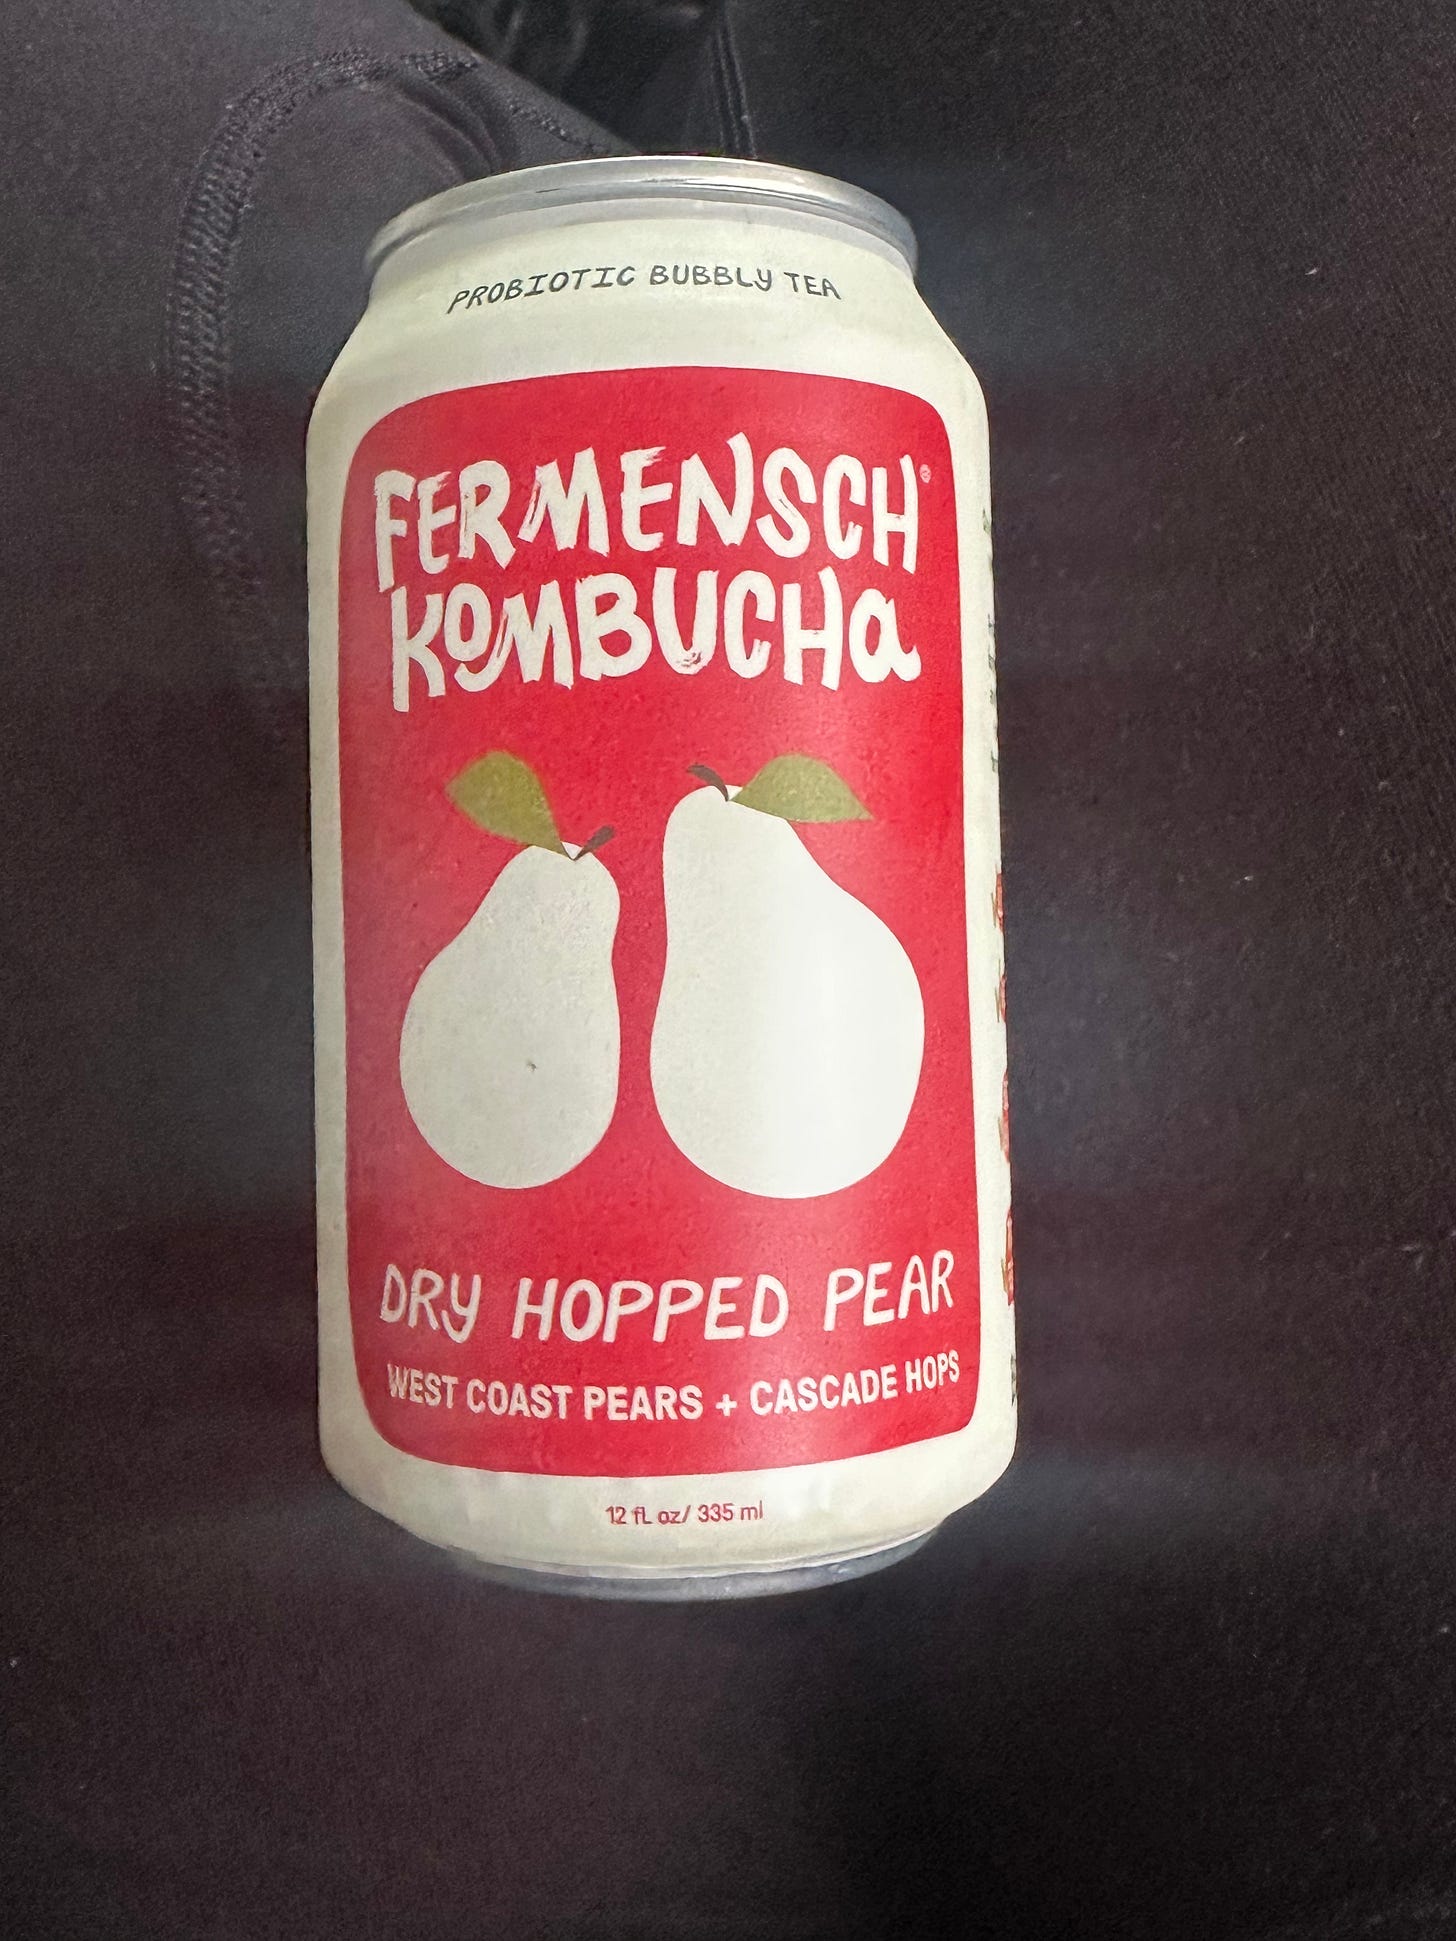 PROBIOTIC BUBBLY TEA
FERMENSCH®
KOMBUCHA
DRY HOPPED PEAR
WEST COAST PEARS + CASCADE HOPS
12 fL oz/ 335 ml